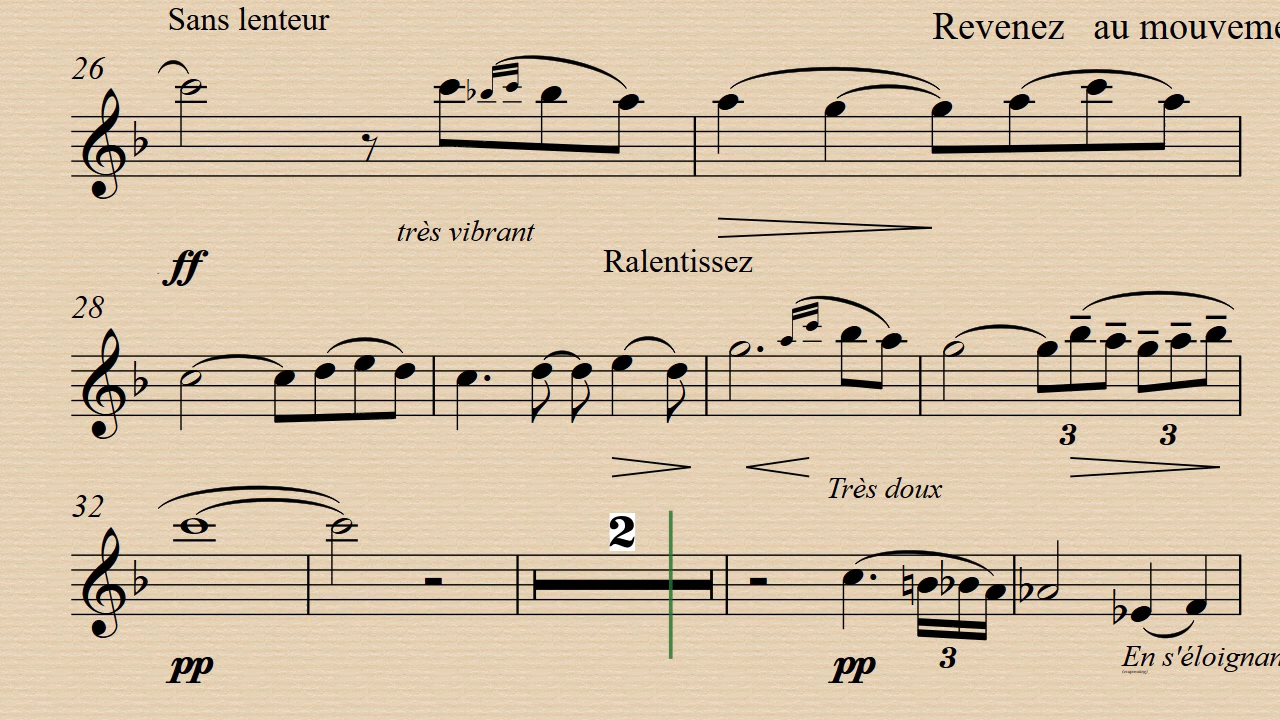 Sans lenteur
Revenez au mouveme
26
très vibrant
ff
Ralentissez
28
3 3
Très doux
32
2
pp pp
3
En s'éloignan